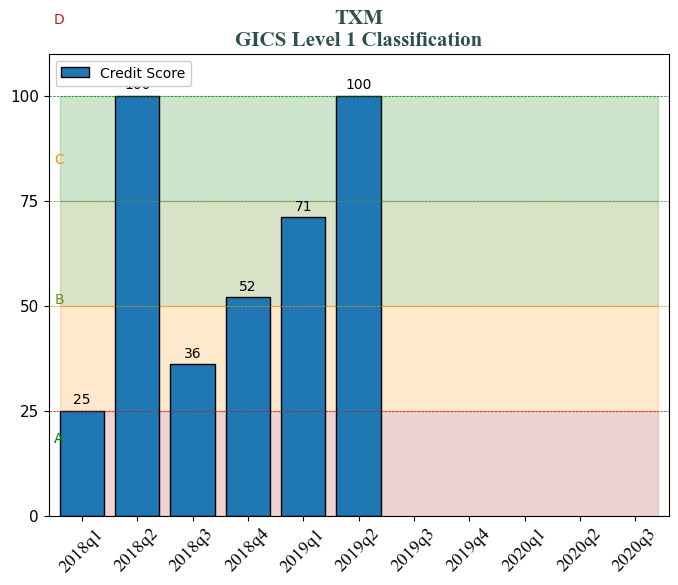 D
TXM
GICS Level 1 Classification
Credit Score
100
100
100
C
75
71
B
52
50
36
25
25
A
0
2018q1
2018q2
2018q3
2018q4
2019q1
2019q2
2019q3
2019q4
2020q1
2020q2
2020q3